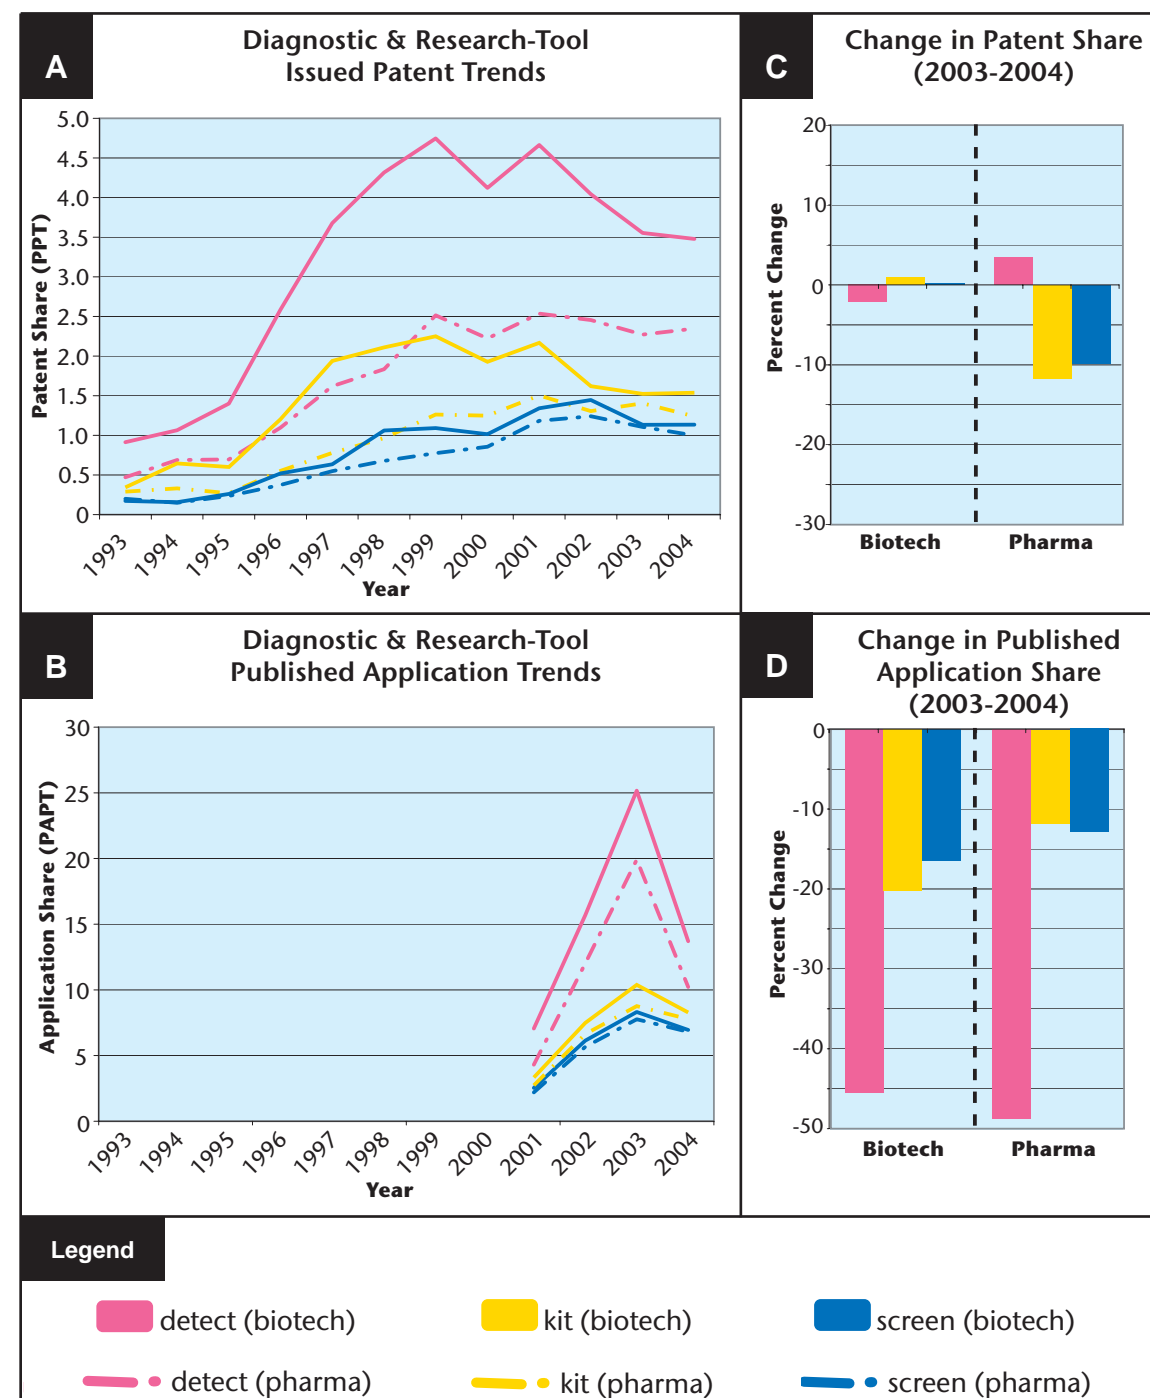 A
Diagnostic & Research-Tool
Issued Patent Trends
Patent Share (PPT)
5.0
4.5
4.0
3.5
3.0
2.5
2.0
1.5
1.0
0.5
0
1993
1994
1995
1996
1997
1998
1999
2000
2001
2002
2003
2004
Year
C
Change in Patent Share
(2003-2004)
Percent Change
20
10
0
-10
-20
-30
Biotech
Pharma
B
Diagnostic & Research-Tool
Published Application Trends
Application Share (PAPT)
30
25
20
15
10
5
0
1993
1994
1995
1996
1997
1998
1999
2000
2001
2002
2003
2004
Year
D
Change in Published
Application Share
(2003-2004)
Percent Change
0
-10
-20
-30
-40
-50
Biotech
Pharma
Legend
detect (biotech)
kit (biotech)
screen (biotech)
detect (pharma)
kit (pharma)
screen (pharma)